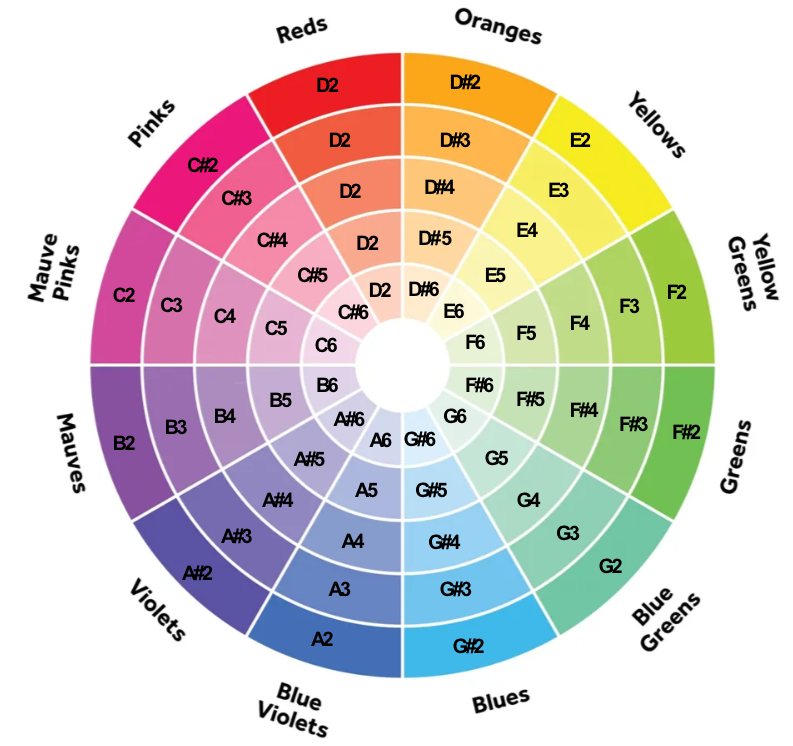 Reds
Oranges
Yellows
Yellow
Greens
Greens
Blue
Greens
Blues
Blue
Violets
Violets
Mauves
Mauve
Pinks
Pinks
D2
D2
D2
D2
D2
D#2
D#3
D#4
D#5
D#6
E2
E3
E4
E5
E6
F2
F3
F4
F5
F6
F#2
F#3
F#4
F#5
F#6
G2
G3
G4
G5
G6
G#2
G#3
G#4
G#5
G#6
A2
A3
A4
A5
A6
A#2
A#3
A#4
A#5
A#6
B2
B3
B4
B5
B6
C2
C3
C4
C5
C6
C#2
C#3
C#4
C#5
C#6